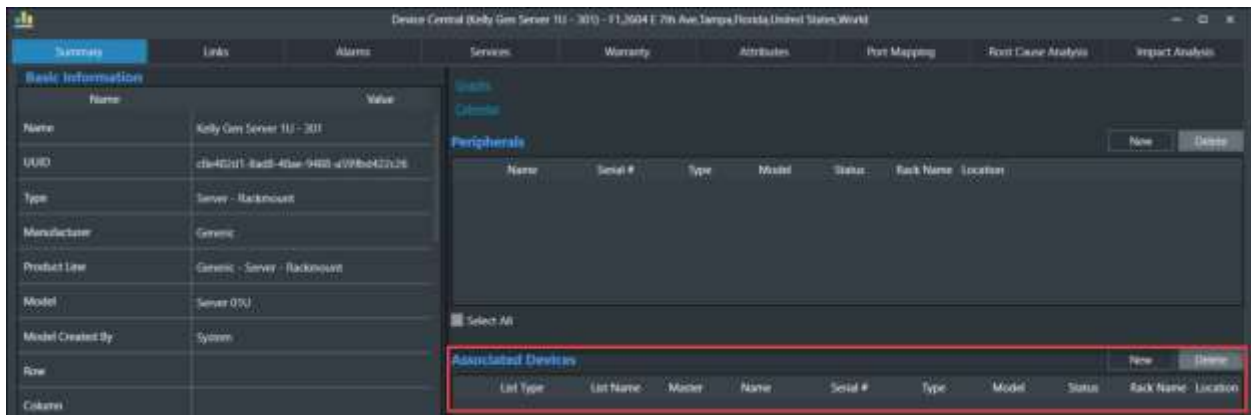 Device Central (Kelly Gen Server 1U - 301) - F1,2604 E 7th Ave,Tampa,Florida,United States,World
Summary Links Alarms Services Warranty Attributes Port Mapping Root Cause Analysis Impact Analysis
Basic Information
Name Value
Name Kelly Gen Server 1U - 301
UUID
Type Server - Rackmount
Manufacturer Generic
Product Line Generic - Server - Rackmount
Model Server 01U
Model Created By System
Row
Column
Graphs
Calendar
Peripherals New Delete
Name Serial # Type Model Status Rack Name Location
Select All
Associated Devices New Delete
List Type List Name Master Name Serial # Type Model Status Rack Name Location